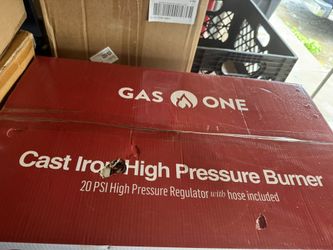 GAS ONE
Cast Iron High Pressure Burner
20 PSI High Pressure Regulator with hose included